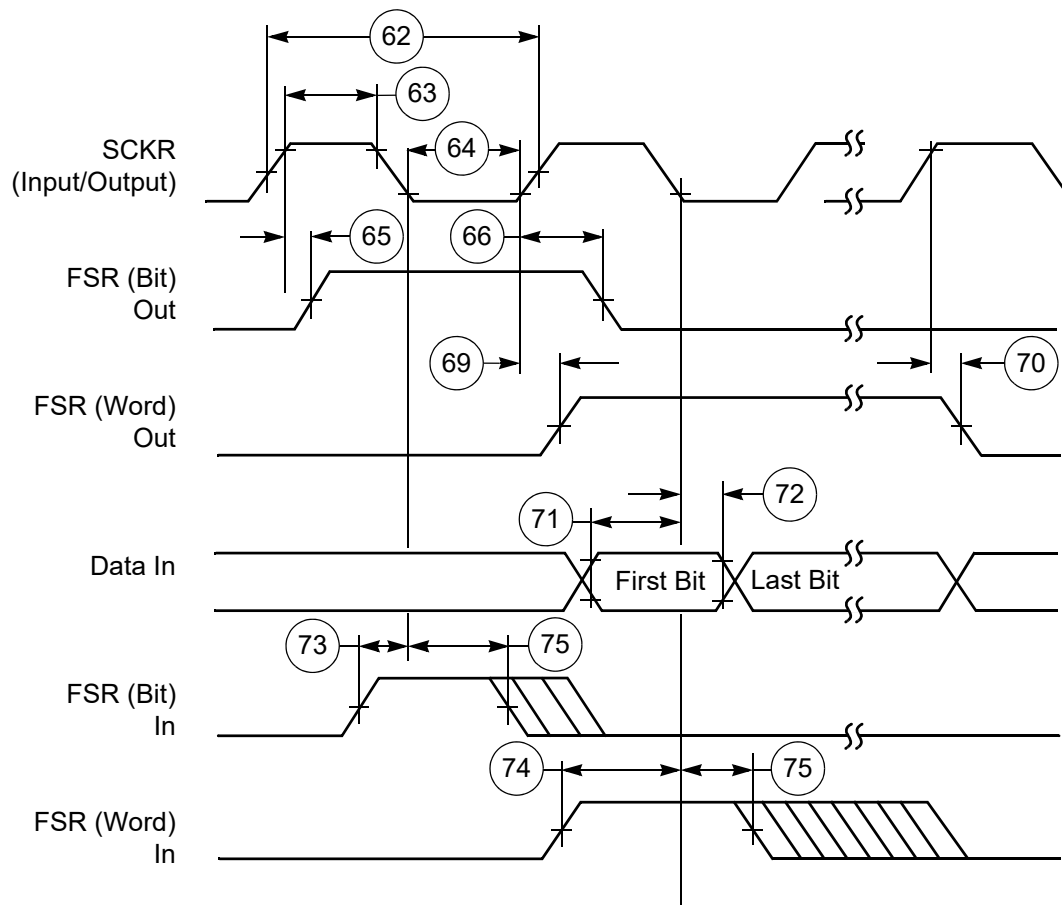 62
63
SCKR
(Input/Output)
64
65
66
FSR (Bit)
Out
69
70
FSR (Word)
Out
71
72
Data In
First Bit
Last Bit
73
75
FSR (Bit)
In
74
75
FSR (Word)
In